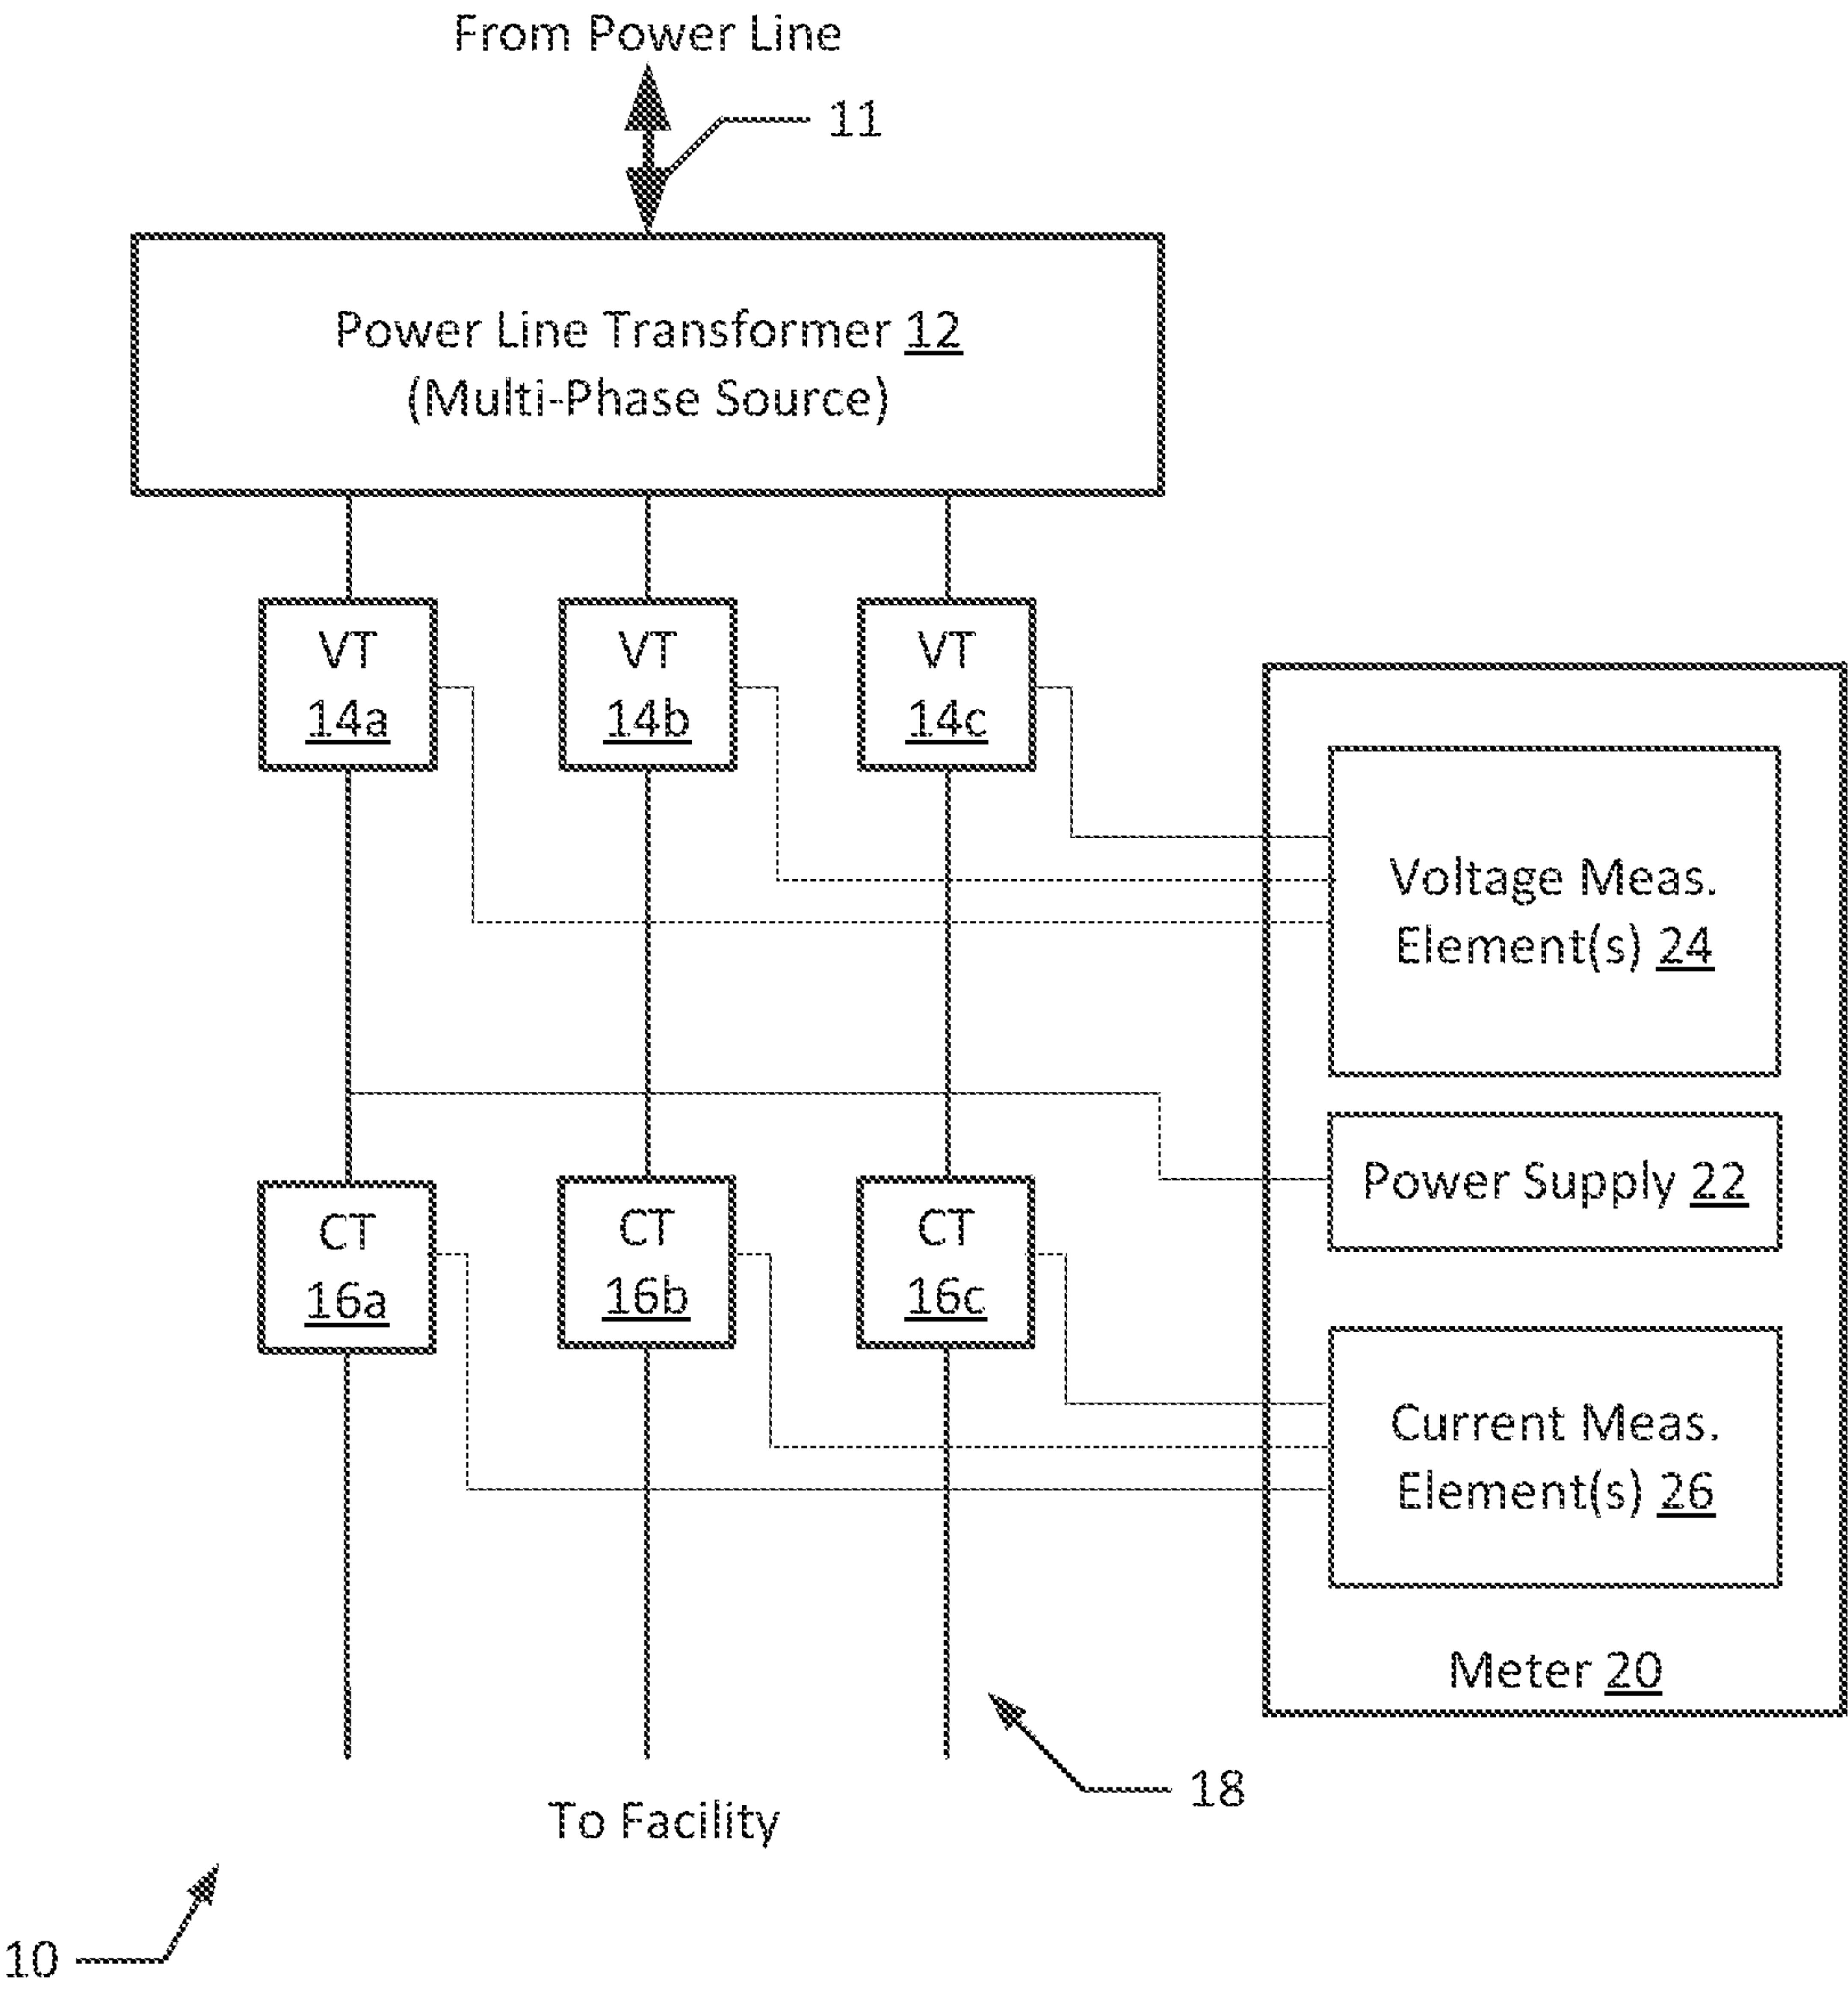 From Power Line
11
Power Line Transformer 12
(Multi-Phase Source)
VT
14a
VT
14b
VT
14c
Voltage Meas.
Element(s) 24
Power Supply 22
CT
16a
CT
16b
CT
16c
Current Meas.
Element(s) 26
Meter 20
18
To Facility
10